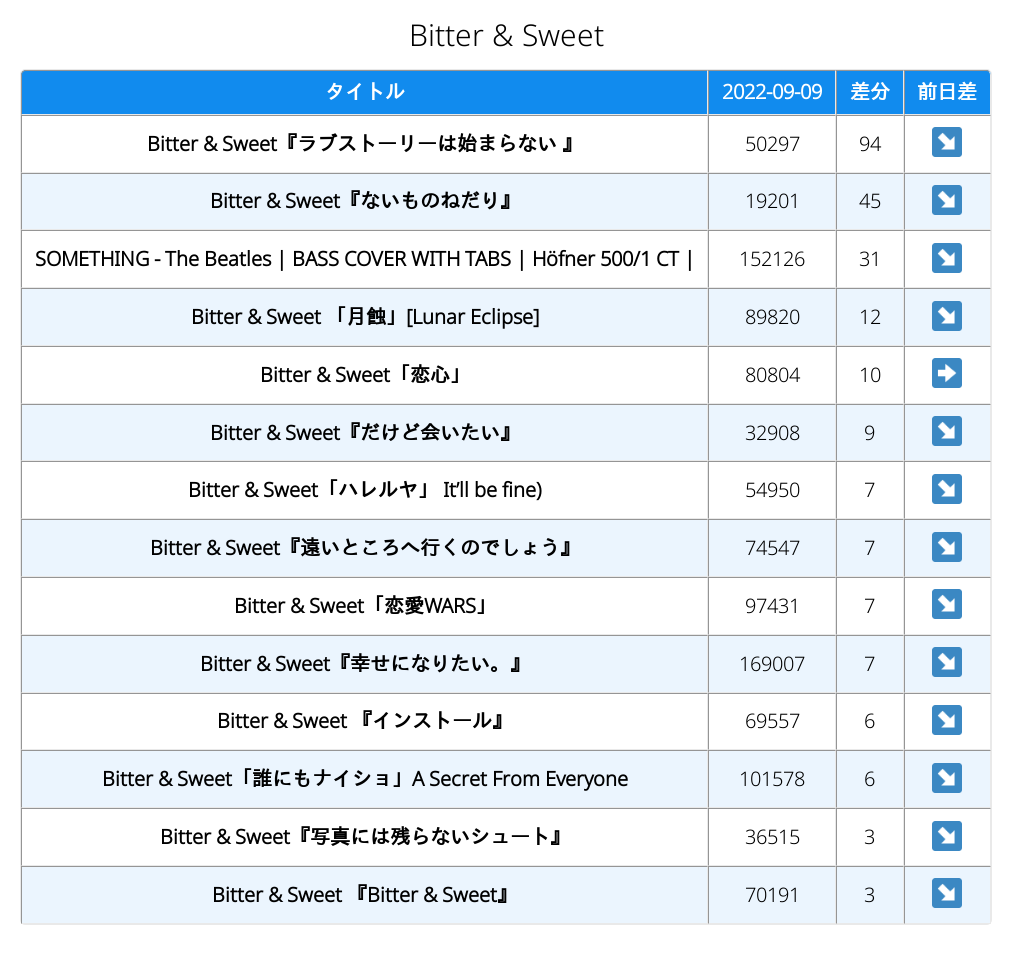 Bitter & Sweet
タイトル 2022-09-09 差分 前日差
Bitter & Sweet『ラブストーリーは始まらない 』 50297 94
Bitter & Sweet『ないものねだり』 19201 45
SOMETHING - The Beatles | BASS COVER WITH TABS | Höfner 500/1 CT | 152126 31
Bitter & Sweet 「月蝕」[Lunar Eclipse] 89820 12
Bitter & Sweet「恋心」 80804 10
Bitter & Sweet『だけど会いたい』 32908 9
Bitter & Sweet「ハレルヤ」 It’ll be fine) 54950 7
Bitter & Sweet『遠いところへ行くのでしょう』 74547 7
Bitter & Sweet「恋愛WARS」 97431 7
Bitter & Sweet『幸せになりたい。』 169007 7
Bitter & Sweet 『インストール』 69557 6
Bitter & Sweet「誰にもナイショ」A Secret From Everyone 101578 6
Bitter & Sweet『写真には残らないシュート』 36515 3
Bitter & Sweet 『Bitter & Sweet』 70191 3